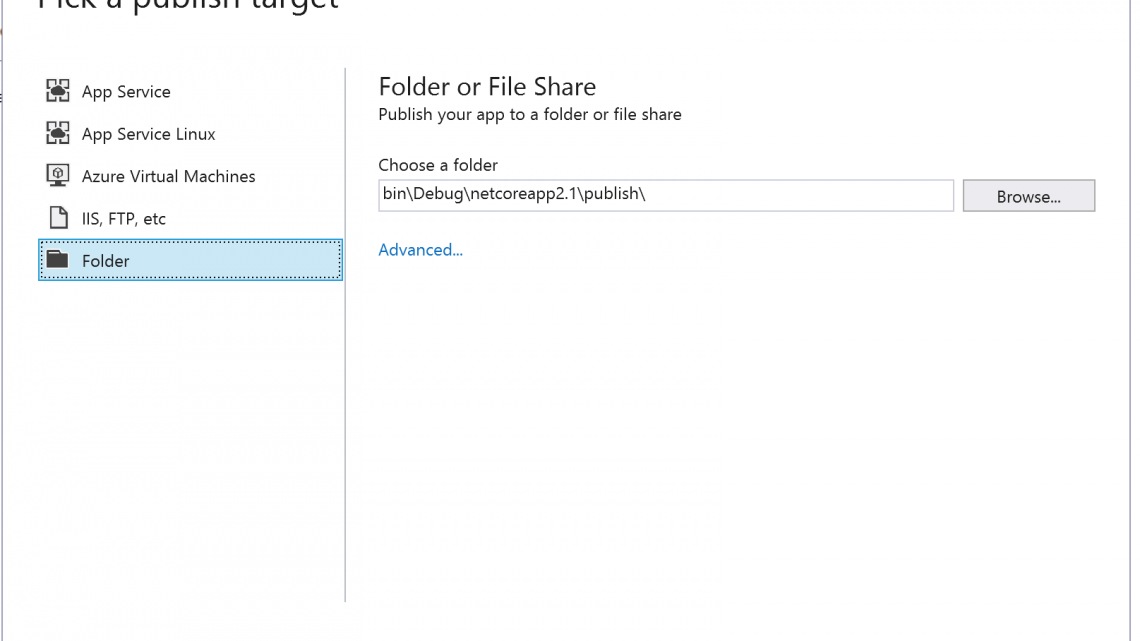 Pick a publish target
App Service
App Service Linux
Azure Virtual Machines
IIS, FTP, etc
Folder
Folder or File Share
Publish your app to a folder or file share
Choose a folder
bin\Debug\netcoreapp2.1\publish\
Browse...
Advanced...